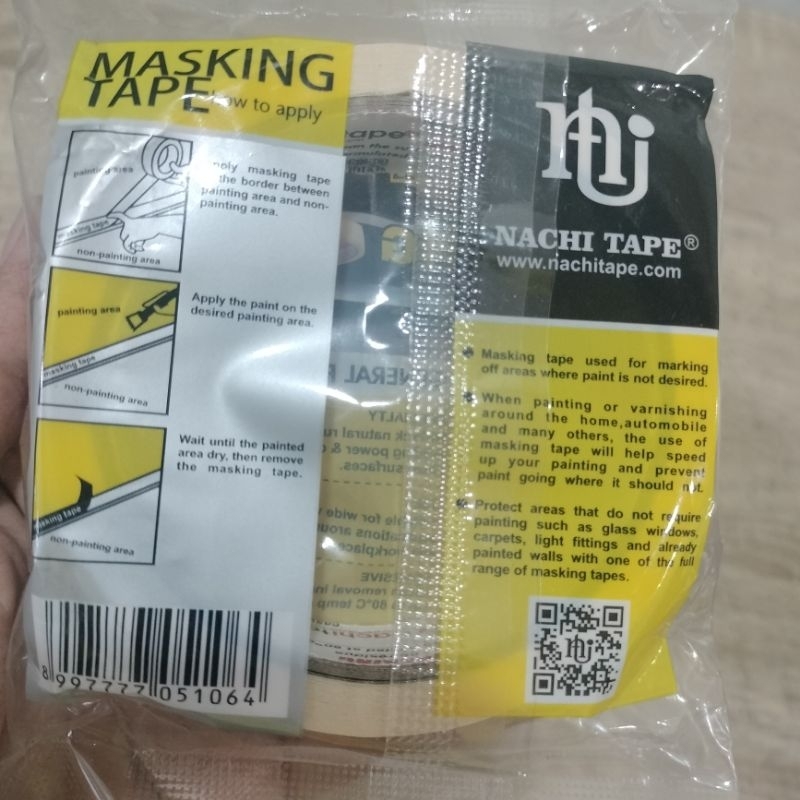 MASKING
TAPE
how to apply
painting area
masking tape
non-painting area
masking tape
the border between
painting area and non-
painting area.
painting area
masking tape
non-painting area
Apply the paint on the
desired painting area.
masking tape
non-painting area
Wait until the painted
area dry, then remove
the masking tape.
8 997777 051064
NACHI TAPE®
www.nachitape.com
Masking tape used for marking
off areas where paint is not desired.
When painting or varnishing
around the home,automobile
and many others, the use of
masking tape will help speed
up your painting and prevent
paint going where it should not.
Protect areas that do not require
painting such as glass windows,
carpets, light fittings and already
painted walls with one of the full
range of masking tapes.